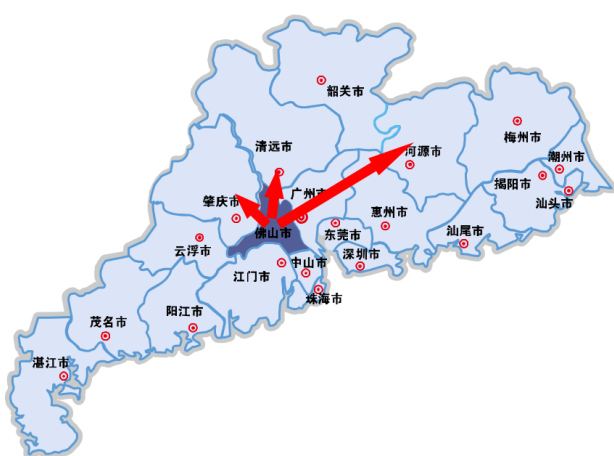 韶关市
清远市
梅州市
河源市
潮州市
揭阳市
广州市
肇庆市
汕头市
惠州市
东莞市
汕尾市
佛山市
云浮市
深圳市
中山市
江门市
珠海市
阳江市
茂名市
湛江市